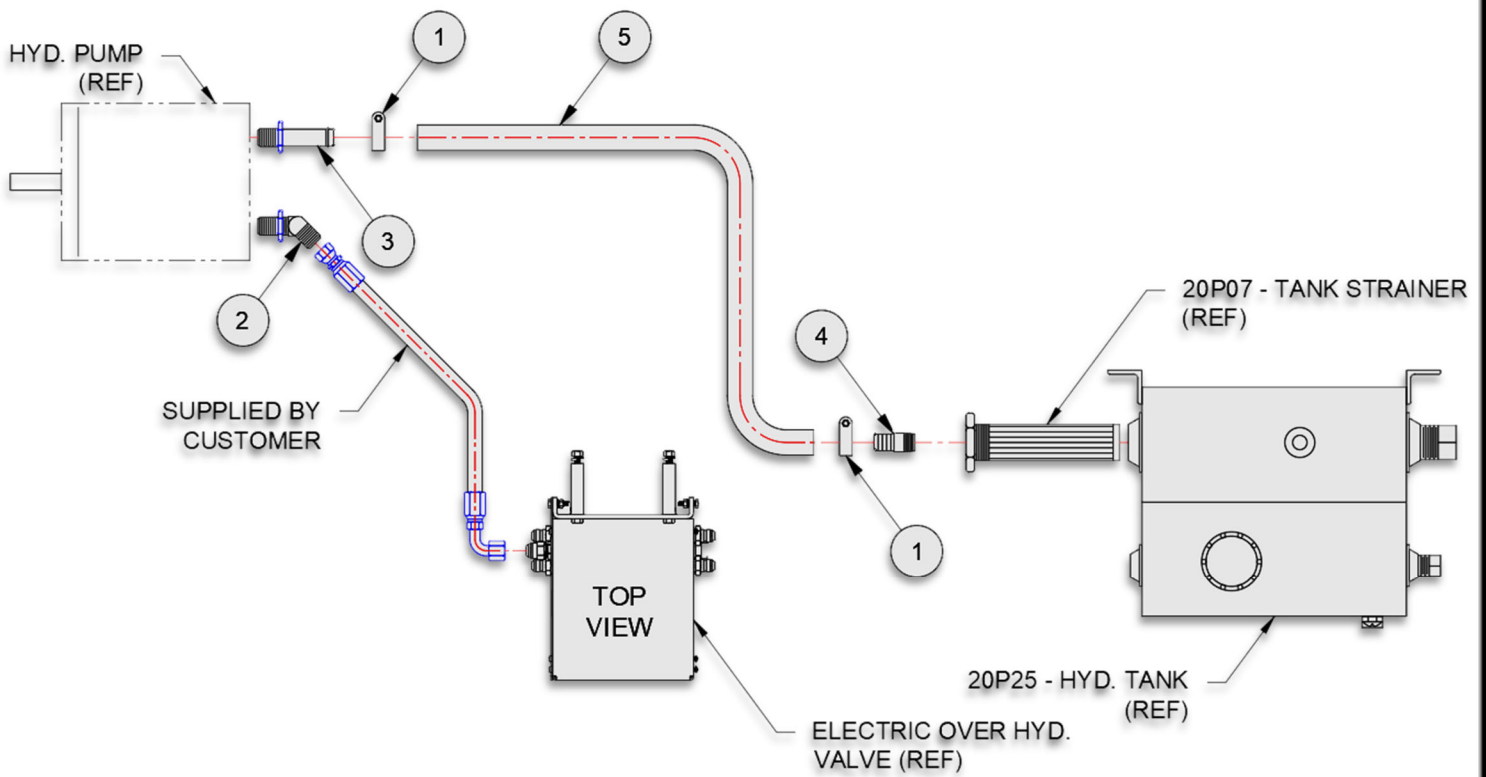 HYD. PUMP
(REF)
1
5
3
2
SUPPLIED BY
CUSTOMER
4
20P07 - TANK STRAINER
(REF)
1
TOP
VIEW
20P25 - HYD. TANK
(REF)
ELECTRIC OVER HYD.
VALVE (REF)